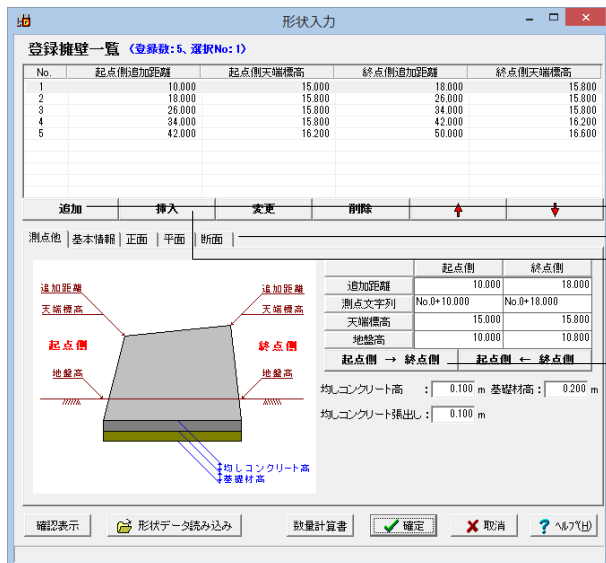 形状入力
登録擁壁一覧 (登録数:5、選択No:1)
No. 起点側追加距離 起点側天端標高 終点側追加距離 終点側天端標高
1 10.000 15.000 18.000 15.800
2 18.000 15.800 26.000 15.800
3 26.000 15.800 34.000 15.800
4 34.000 15.800 42.000 16.200
5 42.000 16.200 50.000 16.600
追加 挿入 変更 削除
測点他 基本情報 正面 平面 断面
起点側 終点側
追加距離 10.000 18.000
測点文字列 No.0+10.000 No.0+18.000
天端標高 15.000 15.800
地盤高 10.000 10.800
起点側 → 終点側 起点側 ← 終点側
追加距離 追加距離
天端標高 天端標高
起点側 終点側
地盤高 地盤高
均しコンクリート高
基礎材高
均しコンクリート高 : 0.100 m 基礎材高: 0.200 m
均しコンクリート張出し: 0.100 m
確認表示 形状データ読み込み 数量計算書 確定 取消 ヘルプ(H)